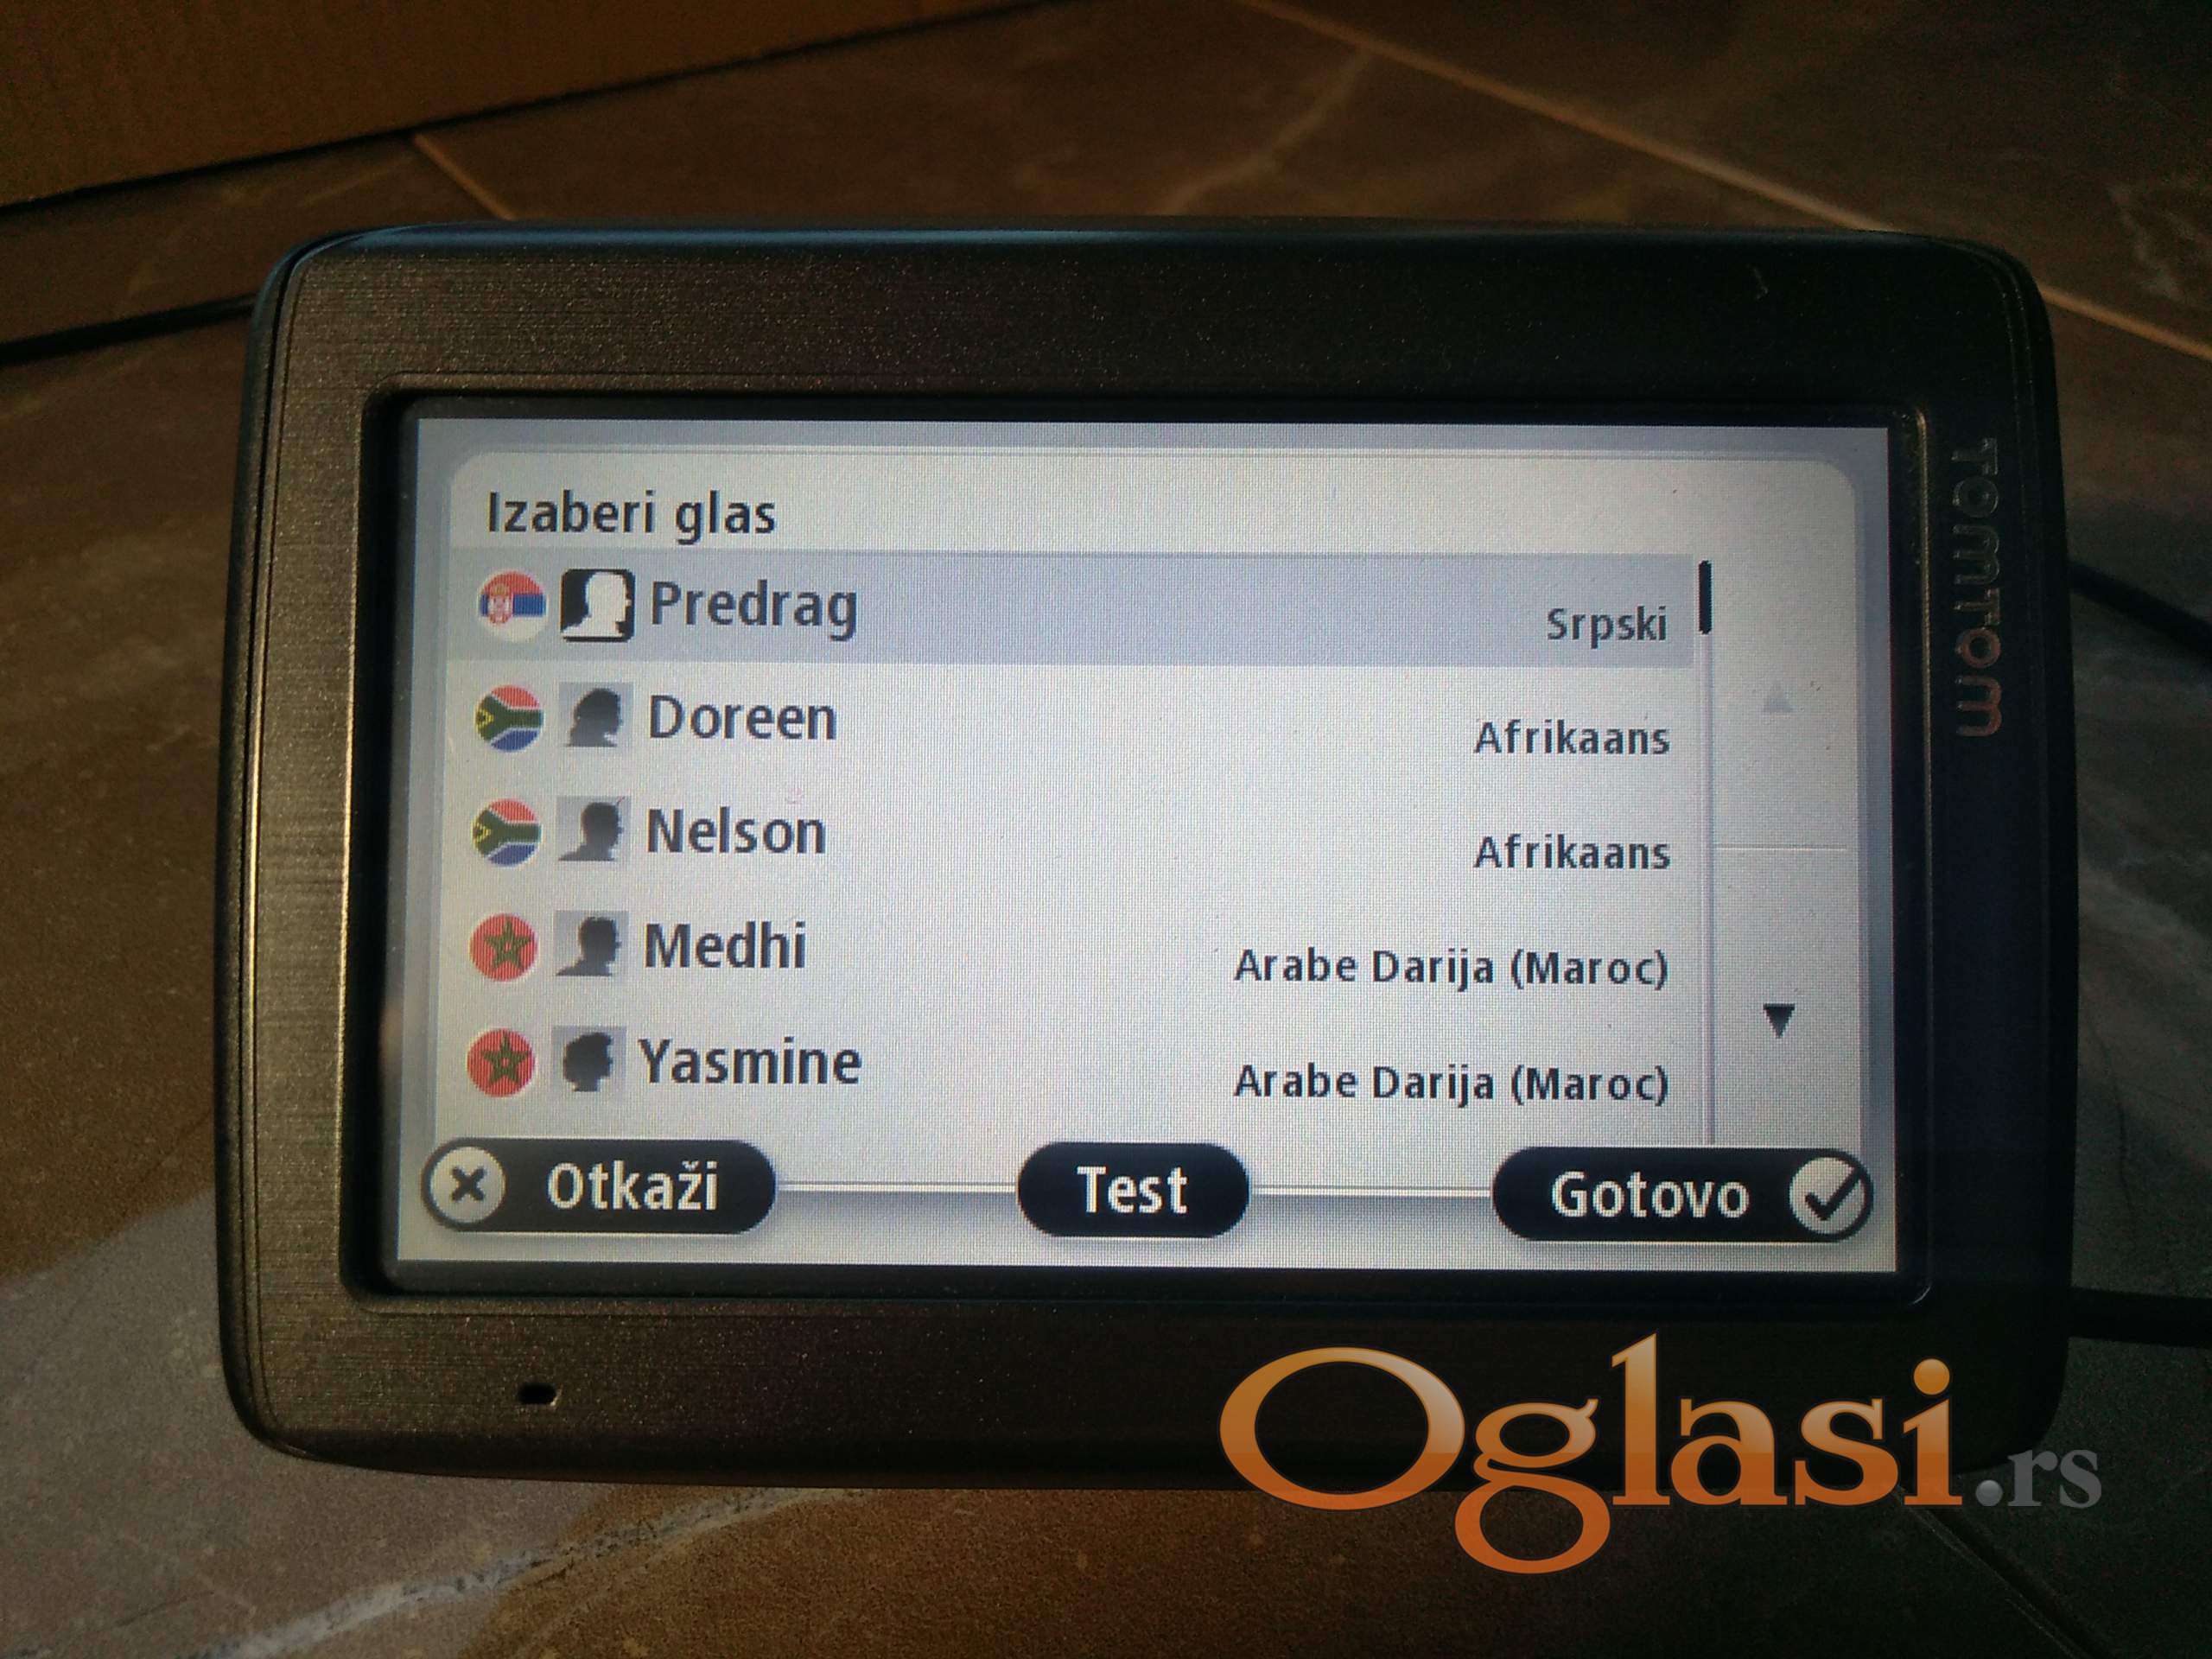 Izaberi glas
Predrag Srpski
Doreen Afrikaans
Nelson Afrikaans
Medhi Arabe Darija (Maroc)
Yasmine Arabe Darija (Maroc)
Otkaži Test Gotovo
TOMTOM
Oglasi.rs